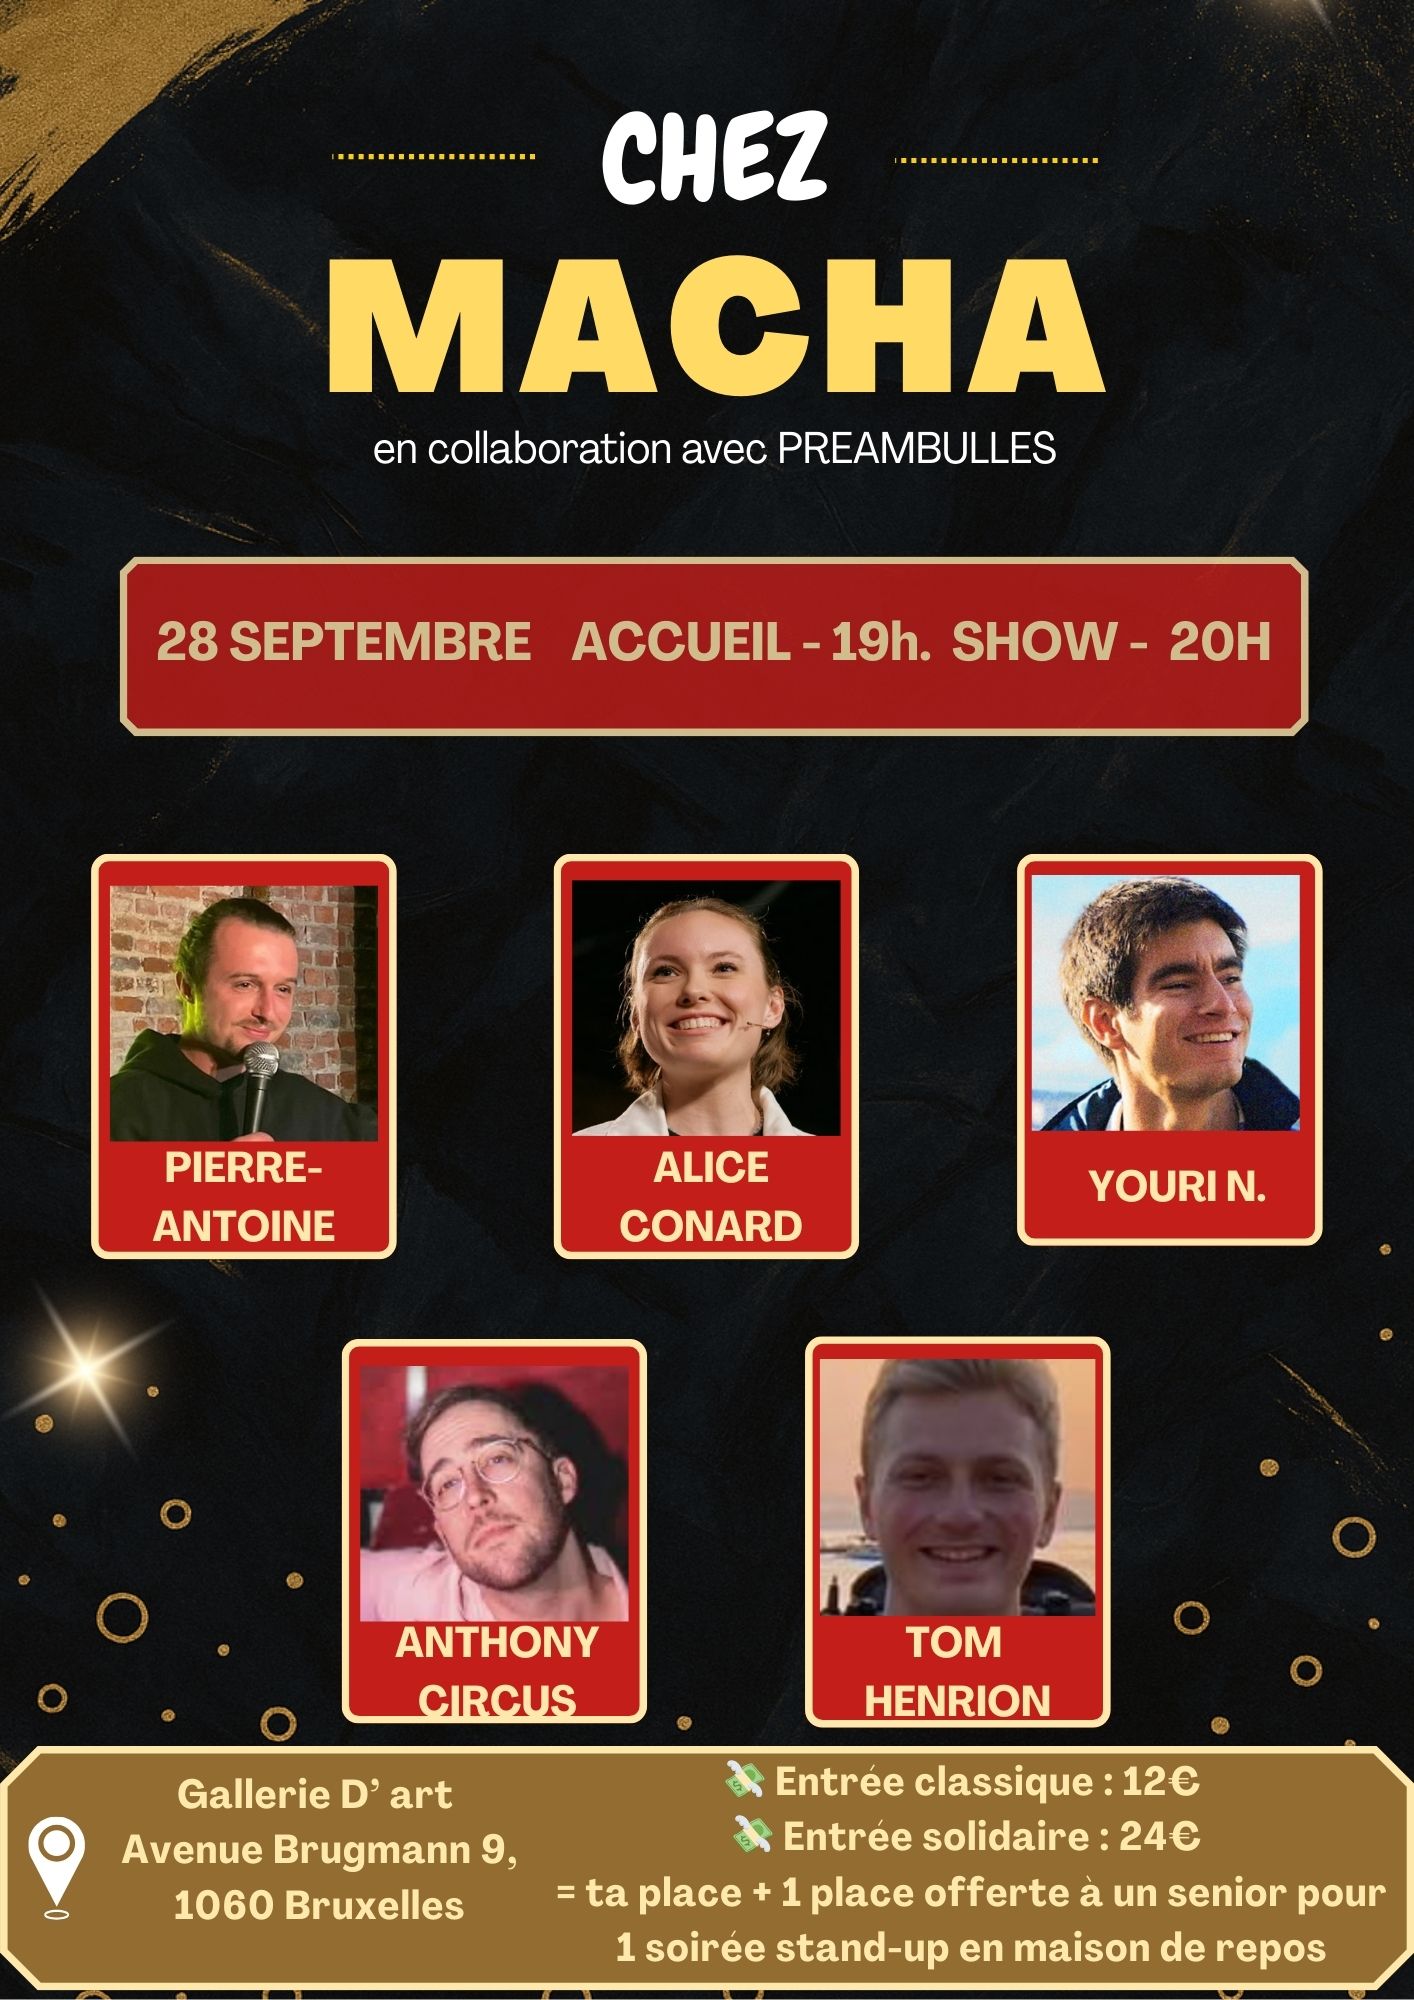 CHEZ
MACHA
en collaboration avec PREAMBULLES
28 SEPTEMBRE ACCUEIL - 19h. SHOW - 20H
PIERRE-
ANTOINE
ALICE
CONARD
YOURI N.
ANTHONY
CIRCUS
TOM
HENRION
Gallerie D' art
Avenue Brugmann 9,
1060 Bruxelles
💸 Entrée classique : 12€
💸 Entrée solidaire : 24€
= ta place + 1 place offerte à un senior pour
1 soirée stand-up en maison de repos